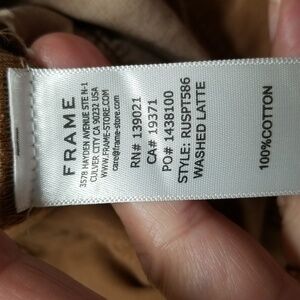 FRAME
3578 HAYDEN AVENUE STE N-1
CULVER CITY CA 90232 USA
WWW.FRAME-STORE.COM
care@frame-store.com
RN# 139021
CA# 19371
PO# 1438100
STYLE: RUSPT586
WASHED LATTE
100%COTTON